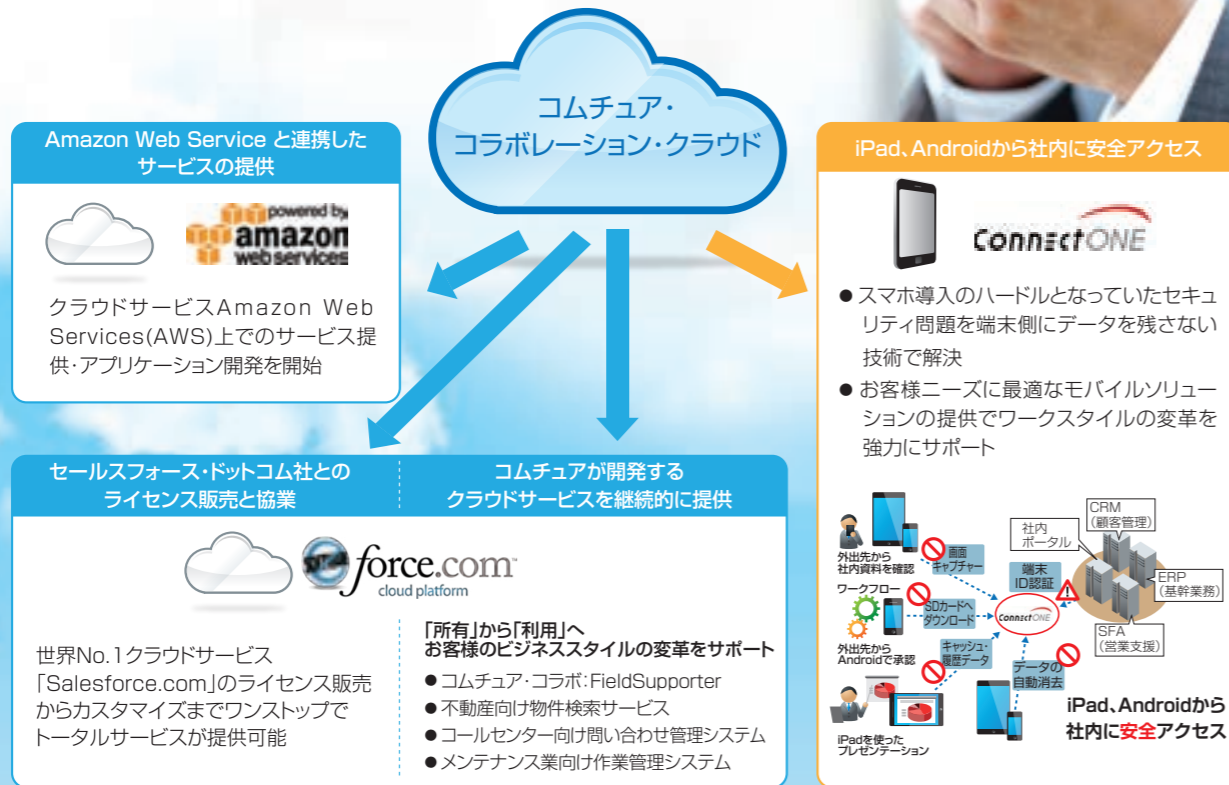 コムチュア・
コラボレーション・クラウド
Amazon Web Service と連携した
サービスの提供
powered by
amazon
web services
クラウドサービスAmazon Web
Services(AWS)上でのサービス提
供・アプリケーション開発を開始
セールスフォース・ドットコム社との
ライセンス販売と協業
コムチュアが開発する
クラウドサービスを継続的に提供
force.com™
cloud platform
世界No.1クラウドサービス
「Salesforce.com」のライセンス販売
からカスタマイズまでワンストップで
トータルサービスが提供可能
「所有」から「利用」へ
お客様のビジネススタイルの変革をサポート
●コムチュア・コラボ:FieldSupporter
●不動産向け物件検索サービス
●コールセンター向け問い合わせ管理システム
●メンテナンス業向け作業管理システム
iPad、Androidから社内に安全アクセス
ConnectONE
●スマホ導入のハードルとなっていたセキュ
リティ問題を端末側にデータを残さない
技術で解決
●お客様ニーズに最適なモバイルソリュー
ションの提供でワークスタイルの変革を
強力にサポート
外出先から
社内資料を確認
画面
キャプチャー
ワークフロー
SDカードへ
ダウンロード
外出先から
Androidで承認
キャッシュ・
履歴データ
iPadを使った
プレゼンテーション
端末
ID認証
ConnectONE
データの
自動消去
社内
ポータル
CRM
(顧客管理)
ERP
(基幹業務)
SFA
(営業支援)
iPad、Androidから
社内に安全アクセス